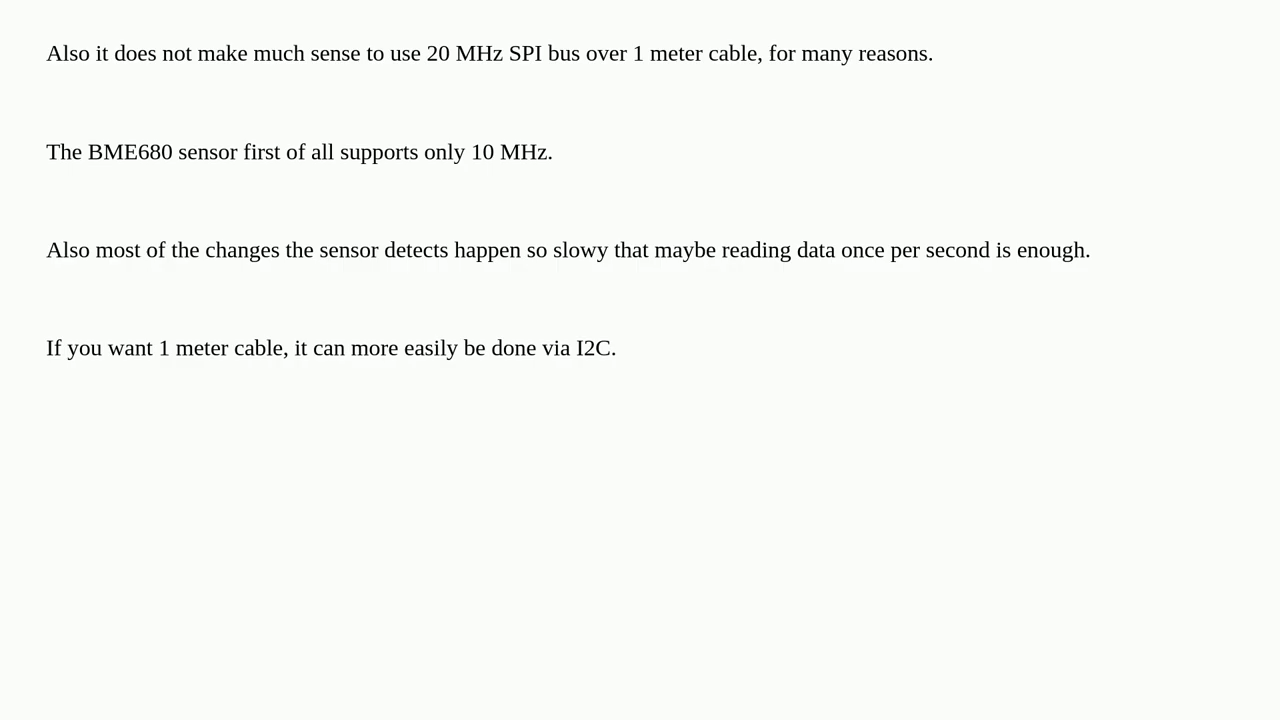 Also it does not make much sense to use 20 MHz SPI bus over 1 meter cable, for many reasons.
The BME680 sensor first of all supports only 10 MHz.
Also most of the changes the sensor detects happen so slowy that maybe reading data once per second is enough.
If you want 1 meter cable, it can more easily be done via I2C.